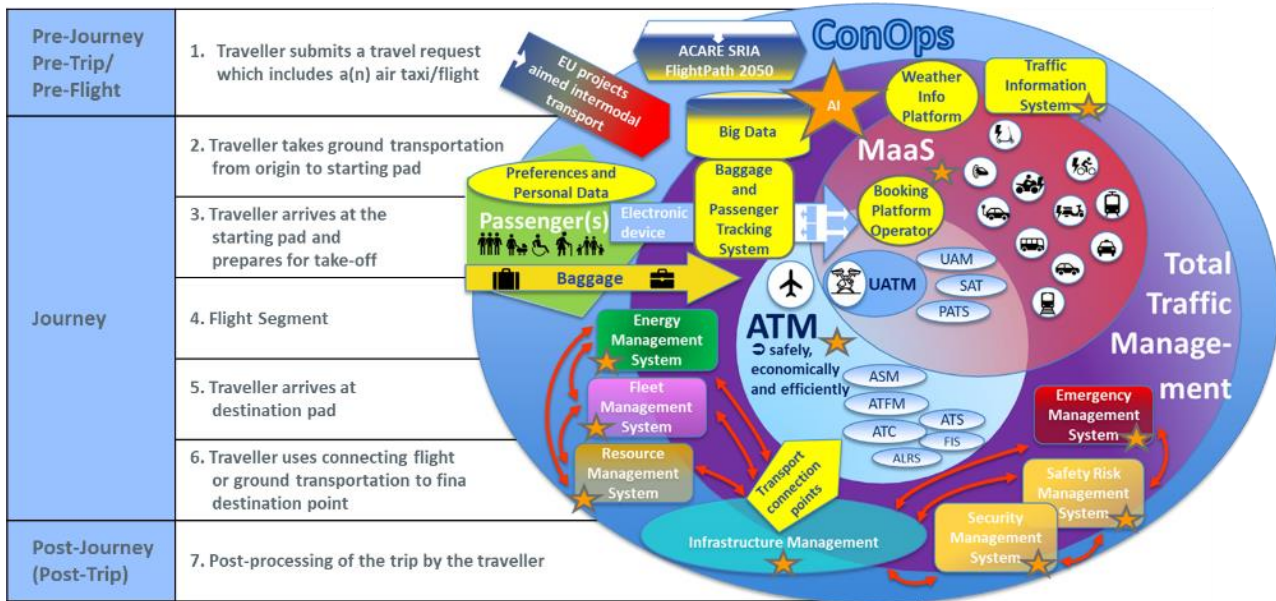 Pre-Journey
Pre-Trip/
Pre-Flight
1. Traveller submits a travel request
which includes a(n) air taxi/flight
Journey
2. Traveller takes ground transportation
from origin to starting pad
3. Traveller arrives at the
starting pad and
prepares for take-off
4. Flight Segment
5. Traveller arrives at
destination pad
6. Traveller uses connecting flight
or ground transportation to fina
destination point
Post-Journey
(Post-Trip)
7. Post-processing of the trip by the traveller
ConOps
ACARE SRIA
FlightPath 2050
EU projects
aimed intermodal
transport
AI
Weather
Info
Platform
Traffic
Information
System
Big Data
MaaS
Preferences and
Personal Data
Passenger(s)
Electronic
device
Baggage
and
Passenger
Tracking
System
Booking
Platform
Operator
Baggage
UATM
UAM
SAT
PATS
Total
Traffic
Manage-
ment
ATM
➲ safely,
economically
and efficiently
ASM
ATFM
ATC
ATS
FIS
ALRS
Energy
Management
System
Fleet
Management
System
Resource
Management
System
Transport
connection
points
Infrastructure Management
Emergency
Management
System
Safety Risk
Management
System
Security
Management
System